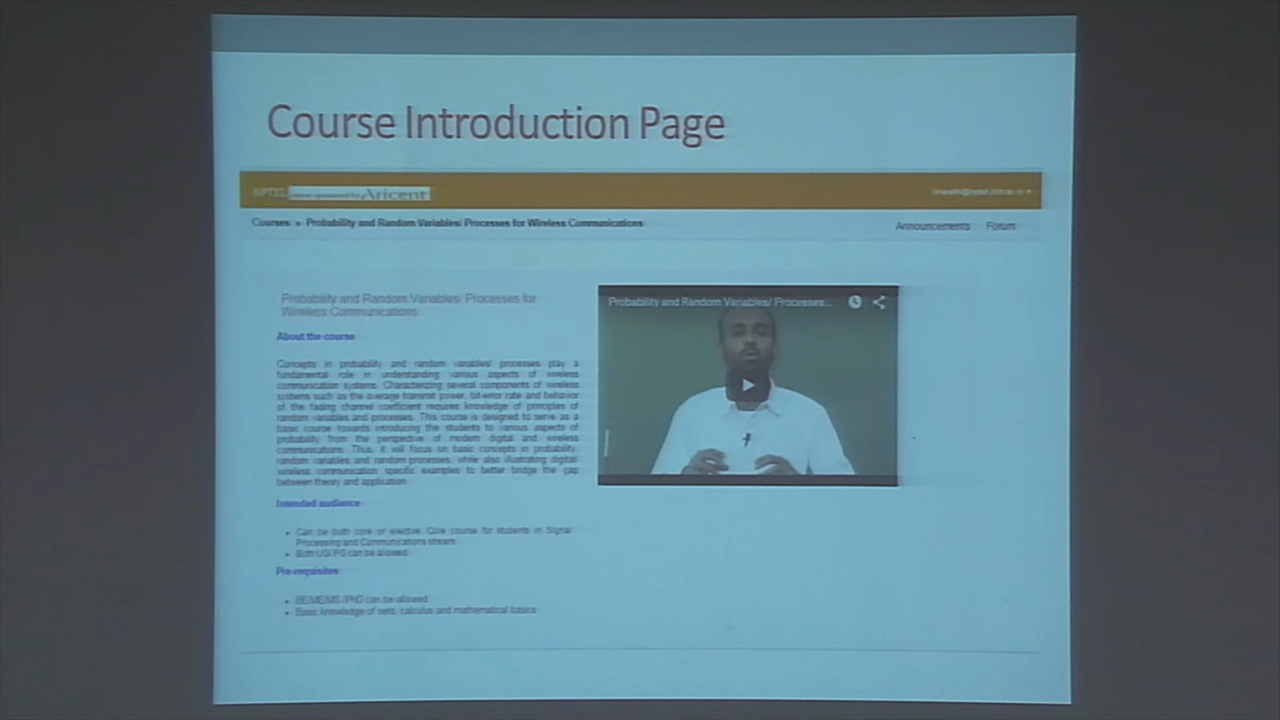 Course Introduction Page
NPTEL Course sponsored by Aricent
Courses » Probability and Random Variables/ Processes for Wireless Communications
Announcements Forum
Probability and Random Variables/ Processes for
Wireless Communications
About the course
Concepts in probability and random variables/ processes play a
fundamental role in understanding various aspects of wireless
communication systems. Characterizing several components of wireless
systems such as the average transmit power, bit-error rate and behavior
of the fading channel coefficient requires knowledge of principles of
random variables and processes. This course is designed to serve as a
basic course towards introducing the students to various aspects of
probability from the perspective of modern digital and wireless
communications. Thus, it will focus on basic concepts in probability,
random variables and random processes, while also illustrating digital/
wireless communication specific examples to better bridge the gap
between theory and application.
Intended audience
Can be both core or elective. Core course for students in Signal
Processing and Communications stream.
Both UG/ PG can be allowed.
Pre-requisites
BE/ME/MS /PhD can be allowed
Basic knowledge of sets, calculus and mathematical basics
Probability and Random Variables/ Processes...